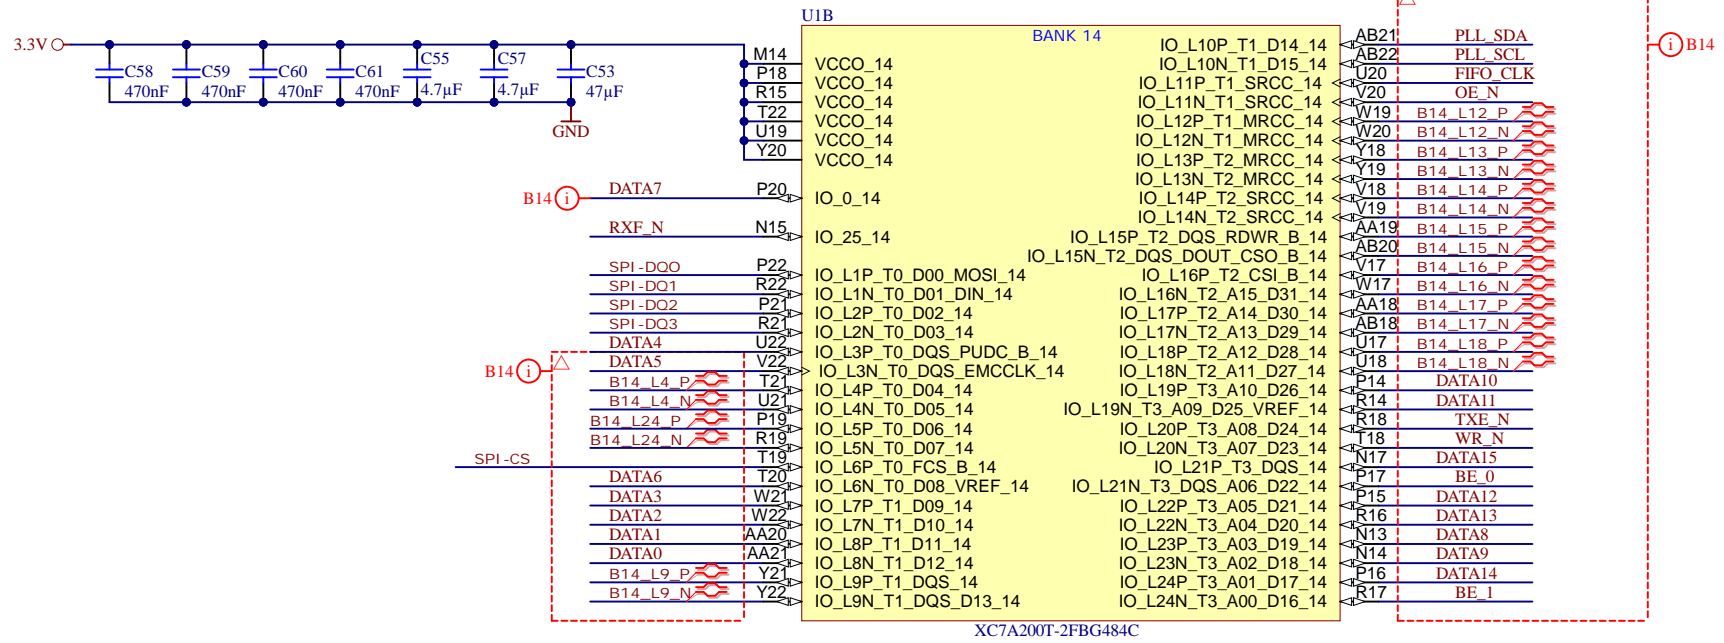 U1B
BANK 14
3.3V
C58
470nF
C59
470nF
C60
470nF
C61
470nF
C55
4.7µF
C57
4.7µF
C53
47µF
GND
M14 VCCO_14
P18 VCCO_14
R15 VCCO_14
T22 VCCO_14
U19 VCCO_14
Y20 VCCO_14
B14 i DATA7 P20 IO_0_14
RXF_N N15 IO_25_14
SPI-DQ0 P22 IO_L1P_T0_D00_MOSI_14
SPI-DQ1 R22 IO_L1N_T0_D01_DIN_14
SPI-DQ2 P21 IO_L2P_T0_D02_14
SPI-DQ3 R21 IO_L2N_T0_D03_14
DATA4 U22 IO_L3P_T0_DQS_PUDC_B_14
B14 i DATA5 V22 IO_L3N_T0_DQS_EMCCLK_14
B14_L4_P T21 IO_L4P_T0_D04_14
B14_L4_N U21 IO_L4N_T0_D05_14
B14_L24_P P19 IO_L5P_T0_D06_14
B14_L24_N R19 IO_L5N_T0_D07_14
SPI-CS T19 IO_L6P_T0_FCS_B_14
DATA6 T20 IO_L6N_T0_D08_VREF_14
DATA3 W21 IO_L7P_T1_D09_14
DATA2 W22 IO_L7N_T1_D10_14
DATA1 AA20 IO_L8P_T1_D11_14
DATA0 AA21 IO_L8N_T1_D12_14
B14_L9_P Y21 IO_L9P_T1_DQS_14
B14_L9_N Y22 IO_L9N_T1_DQS_D13_14
IO_L10P_T1_D14_14 AB21 PLL_SDA i B14
IO_L10N_T1_D15_14 AB22 PLL_SCL
IO_L11P_T1_SRCC_14 U20 FIFO_CLK
IO_L11N_T1_SRCC_14 V20 OE_N
IO_L12P_T1_MRCC_14 W19 B14_L12_P
IO_L12N_T1_MRCC_14 W20 B14_L12_N
IO_L13P_T2_MRCC_14 Y18 B14_L13_P
IO_L13N_T2_MRCC_14 Y19 B14_L13_N
IO_L14P_T2_SRCC_14 V18 B14_L14_P
IO_L14N_T2_SRCC_14 V19 B14_L14_N
IO_L15P_T2_DQS_RDWR_B_14 AA19 B14_L15_P
IO_L15N_T2_DQS_DOUT_CSO_B_14 AB20 B14_L15_N
IO_L16P_T2_CSI_B_14 V17 B14_L16_P
IO_L16N_T2_A15_D31_14 W17 B14_L16_N
IO_L17P_T2_A14_D30_14 AA18 B14_L17_P
IO_L17N_T2_A13_D29_14 AB18 B14_L17_N
IO_L18P_T2_A12_D28_14 U17 B14_L18_P
IO_L18N_T2_A11_D27_14 U18 B14_L18_N
IO_L19P_T3_A10_D26_14 P14 DATA10
IO_L19N_T3_A09_D25_VREF_14 R14 DATA11
IO_L20P_T3_A08_D24_14 R18 TXE_N
IO_L20N_T3_A07_D23_14 T18 WR_N
IO_L21P_T3_DQS_14 N17 DATA15
IO_L21N_T3_DQS_A06_D22_14 P17 BE_0
IO_L22P_T3_A05_D21_14 P15 DATA12
IO_L22N_T3_A04_D20_14 R16 DATA13
IO_L23P_T3_A03_D19_14 N13 DATA8
IO_L23N_T3_A02_D18_14 N14 DATA9
IO_L24P_T3_A01_D17_14 P16 DATA14
IO_L24N_T3_A00_D16_14 R17 BE_1
XC7A200T-2FBG484C